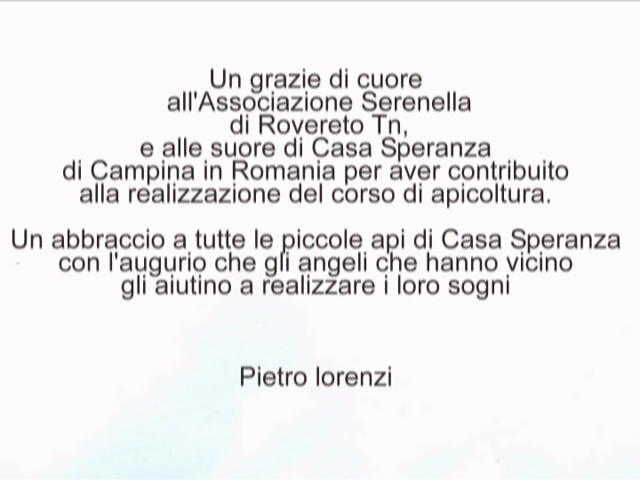 Un grazie di cuore
all'Associazione Serenella
di Rovereto Tn,
e alle suore di Casa Speranza
di Campina in Romania per aver contribuito
alla realizzazione del corso di apicoltura.
Un abbraccio a tutte le piccole api di Casa Speranza
con l'augurio che gli angeli che hanno vicino
gli aiutino a realizzare i loro sogni
Pietro lorenzi